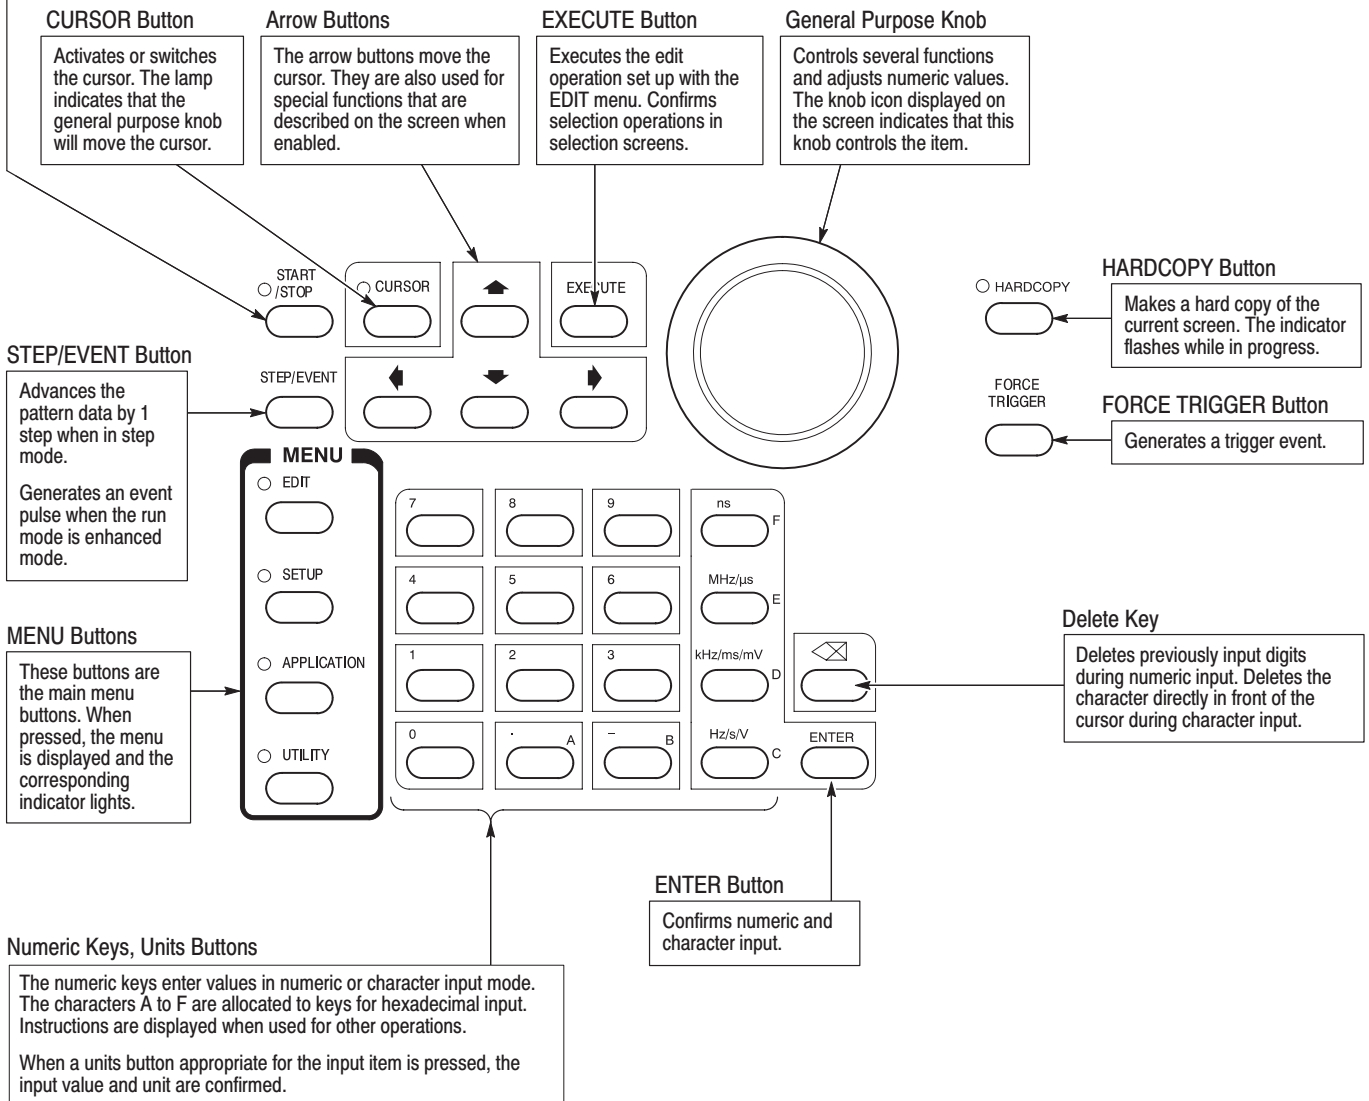 CURSOR Button
Activates or switches
the cursor. The lamp
indicates that the
general purpose knob
will move the cursor.
Arrow Buttons
The arrow buttons move the
cursor. They are also used for
special functions that are
described on the screen when
enabled.
EXECUTE Button
Executes the edit
operation set up with the
EDIT menu. Confirms
selection operations in
selection screens.
General Purpose Knob
Controls several functions
and adjusts numeric values.
The knob icon displayed on
the screen indicates that this
knob controls the item.
START
/STOP
CURSOR
EXECUTE
HARDCOPY
HARDCOPY Button
Makes a hard copy of the
current screen. The indicator
flashes while in progress.
STEP/EVENT Button
Advances the
pattern data by 1
step when in step
mode.
Generates an event
pulse when the run
mode is enhanced
mode.
STEP/EVENT
FORCE
TRIGGER
FORCE TRIGGER Button
Generates a trigger event.
MENU
EDIT
SETUP
APPLICATION
UTILITY
7
8
9
ns
F
4
5
6
MHz/µs
E
1
2
3
kHz/ms/mV
D
0
.
A
–
B
Hz/s/V
C
ENTER
MENU Buttons
These buttons are
the main menu
buttons. When
pressed, the menu
is displayed and the
corresponding
indicator lights.
Delete Key
Deletes previously input digits
during numeric input. Deletes the
character directly in front of the
cursor during character input.
ENTER Button
Confirms numeric and
character input.
Numeric Keys, Units Buttons
The numeric keys enter values in numeric or character input mode.
The characters A to F are allocated to keys for hexadecimal input.
Instructions are displayed when used for other operations.
When a units button appropriate for the input item is pressed, the
input value and unit are confirmed.